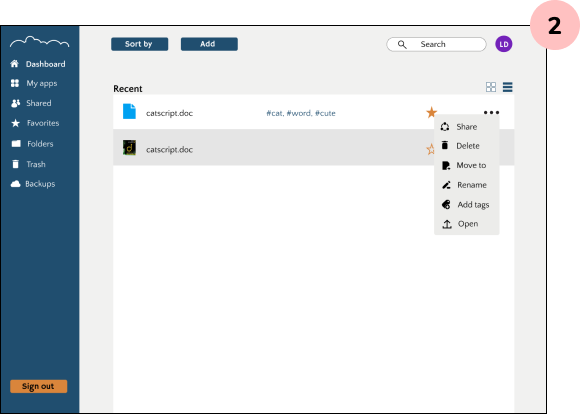 2
Sort by
Add
Search
LD
Dashboard
My apps
Shared
Favorites
Folders
Trash
Backups
Sign out
Recent
catscript.doc
#cat, #word, #cute
catscript.doc
Share
Delete
Move to
Rename
Add tags
Open